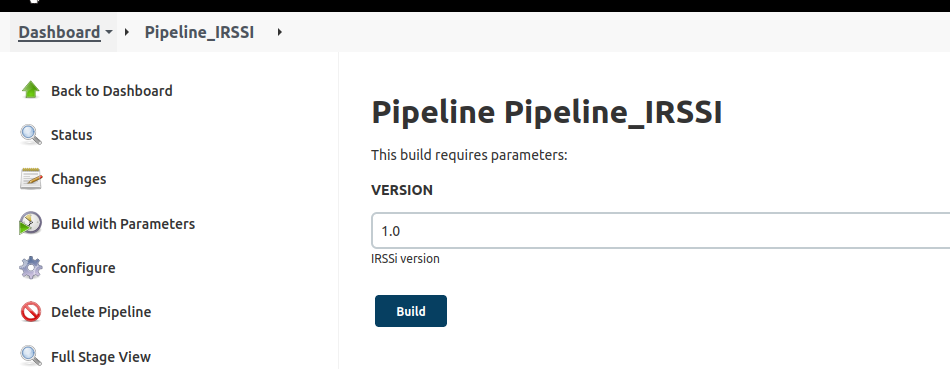 Dashboard Pipeline_IRSSI
Back to Dashboard
Status
Changes
Build with Parameters
Configure
Delete Pipeline
Full Stage View
Pipeline Pipeline_IRSSI
This build requires parameters:
VERSION
1.0
IRSSi version
Build